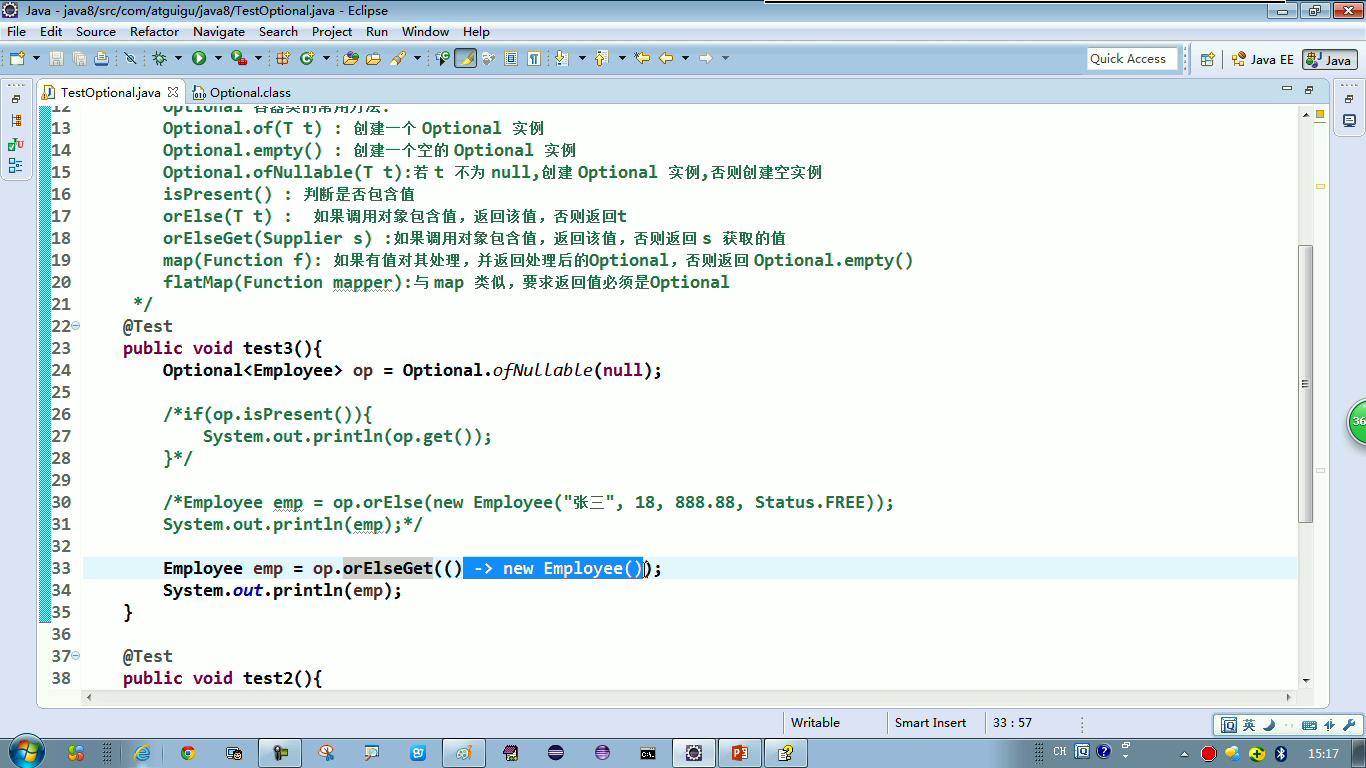 Java - java8/src/com/atguigu/java8/TestOptional.java - Eclipse
File Edit Source Refactor Navigate Search Project Run Window Help
Quick Access
Java EE
Java
TestOptional.java
Optional.class
12 Optional 容器类的常用方法:
13 Optional.of(T t) : 创建一个 Optional 实例
14 Optional.empty() : 创建一个空的 Optional 实例
15 Optional.ofNullable(T t):若 t 不为 null,创建 Optional 实例,否则创建空实例
16 isPresent() : 判断是否包含值
17 orElse(T t) : 如果调用对象包含值，返回该值，否则返回t
18 orElseGet(Supplier s) :如果调用对象包含值，返回该值，否则返回 s 获取的值
19 map(Function f): 如果有值对其处理，并返回处理后的Optional，否则返回 Optional.empty()
20 flatMap(Function mapper):与 map 类似，要求返回值必须是Optional
21 */
22 @Test
23 public void test3(){
24 Optional<Employee> op = Optional.ofNullable(null);
25
26 /*if(op.isPresent()){
27 System.out.println(op.get());
28 }*/
29
30 /*Employee emp = op.orElse(new Employee("张三", 18, 888.88, Status.FREE));
31 System.out.println(emp);*/
32
33 Employee emp = op.orElseGet(() -> new Employee());
34 System.out.println(emp);
35 }
36
37 @Test
38 public void test2(){
36
Writable
Smart Insert
33 : 57
英
CH
15:17